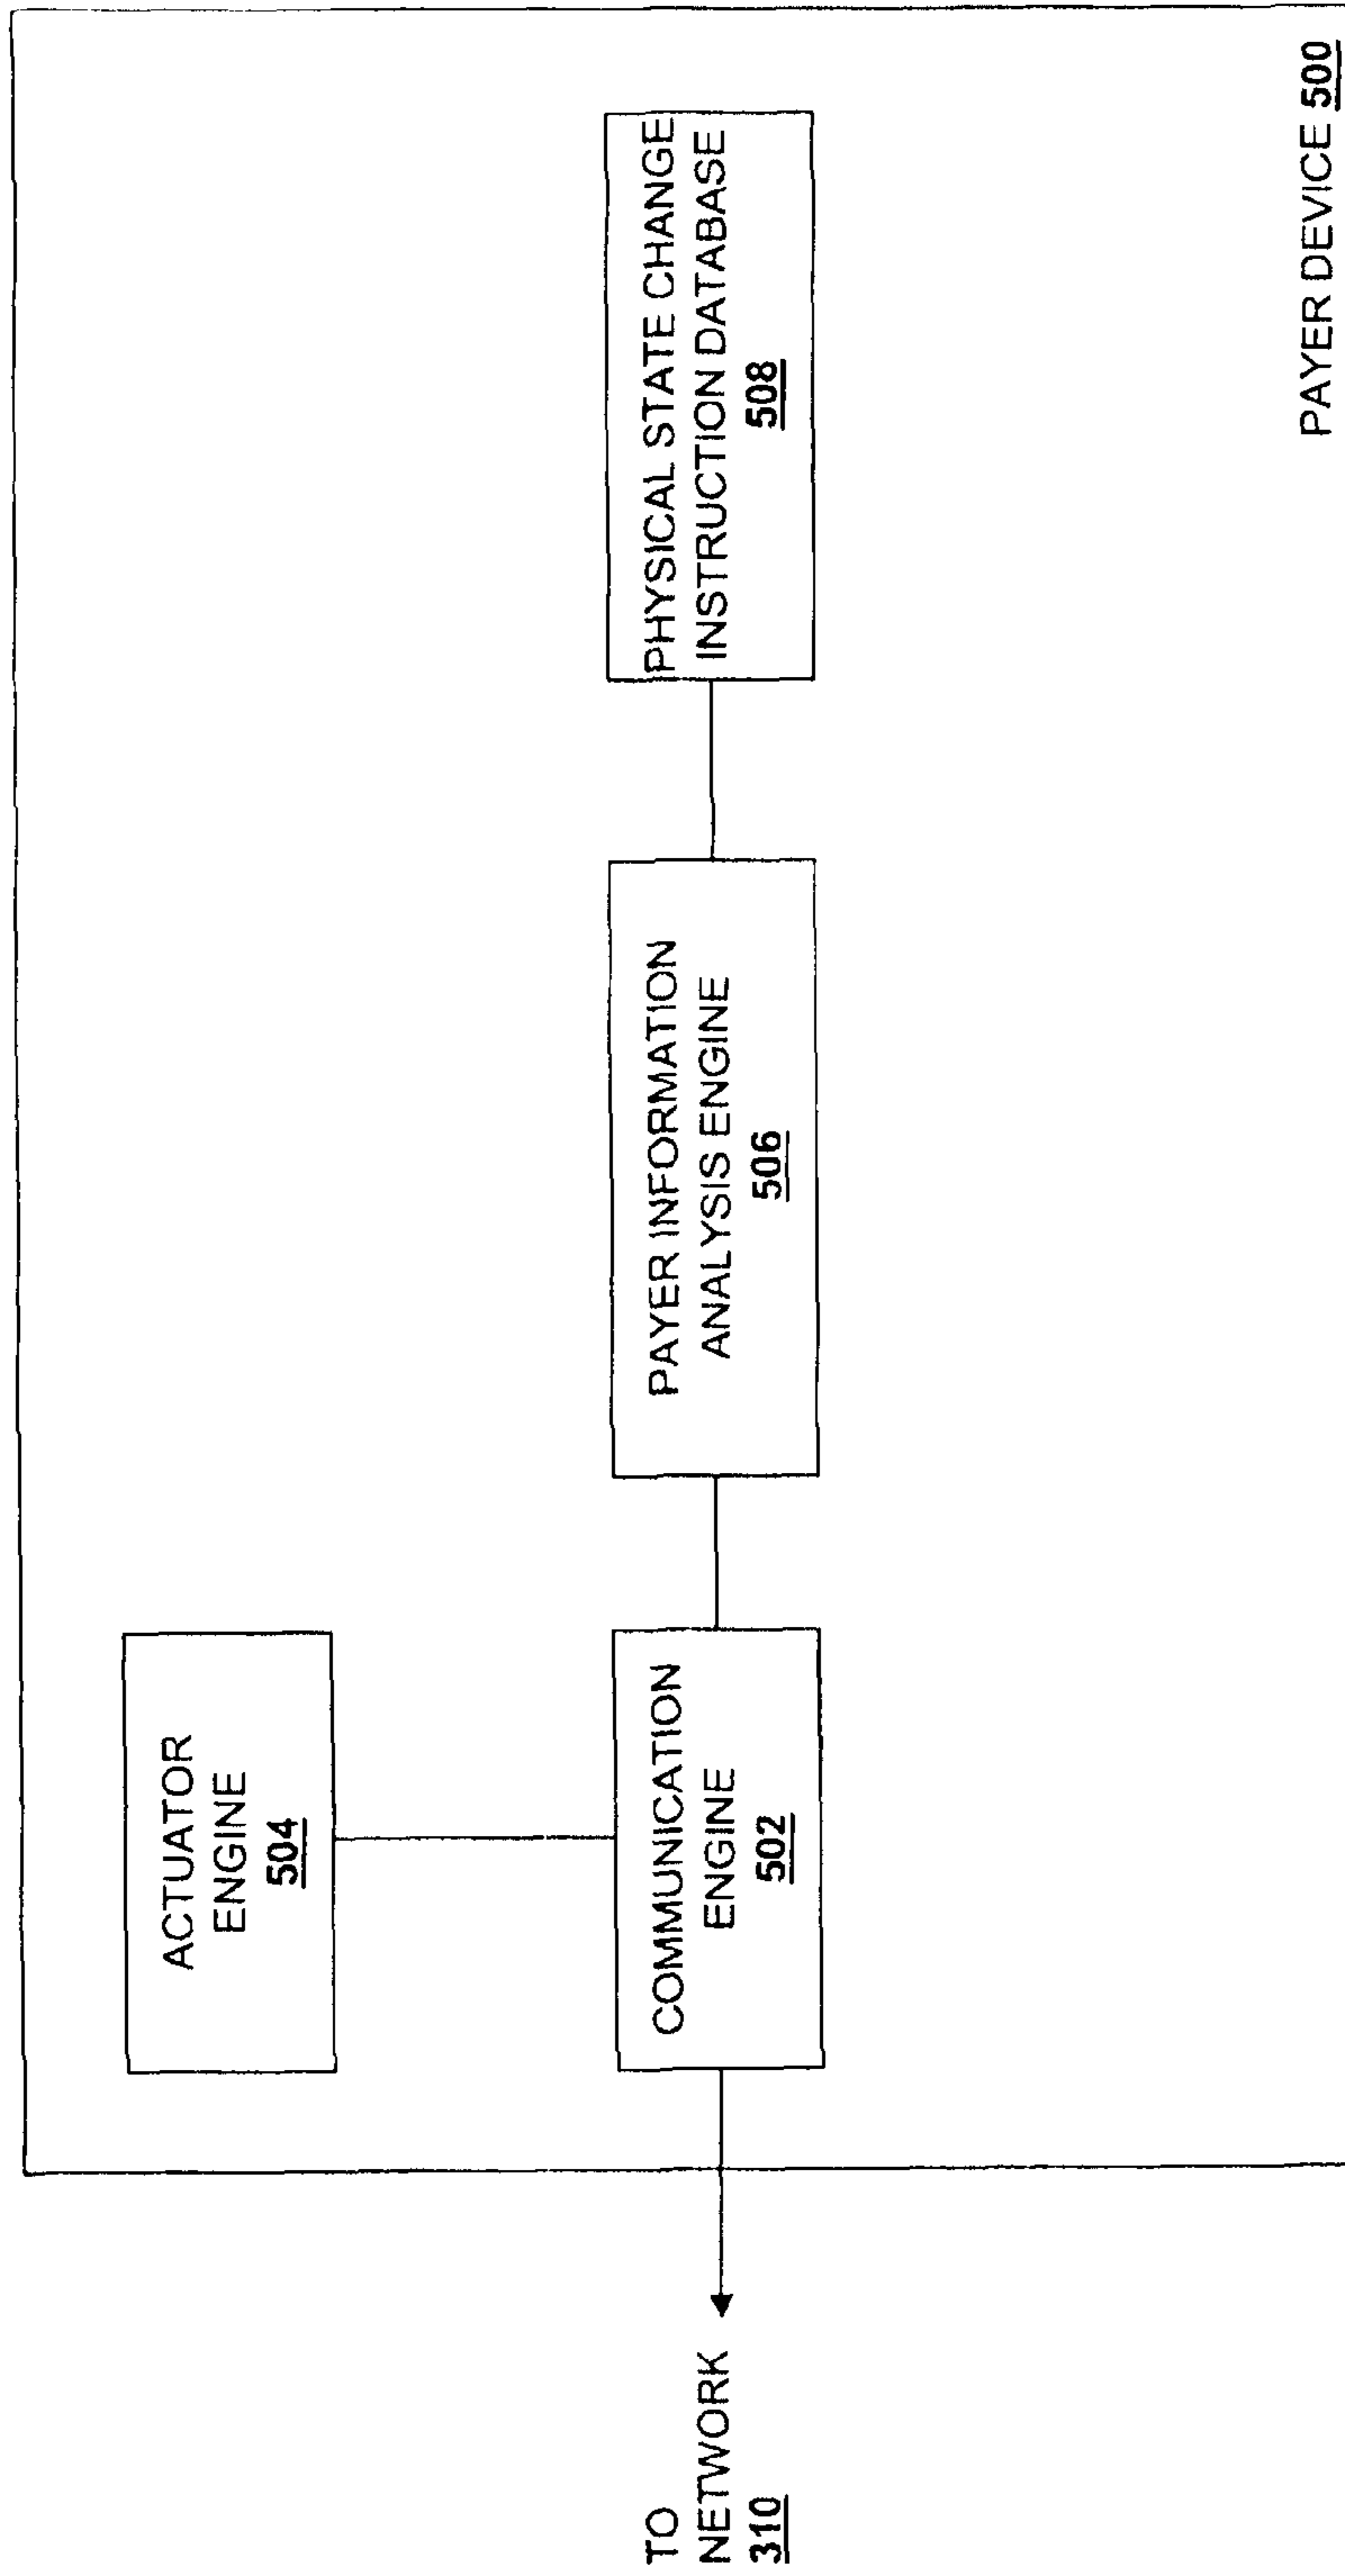 ACTUATOR
ENGINE
504
TO
NETWORK
310
COMMUNICATION
ENGINE
502
PAYER INFORMATION
ANALYSIS ENGINE
506
PHYSICAL STATE CHANGE
INSTRUCTION DATABASE
508
PAYER DEVICE 500